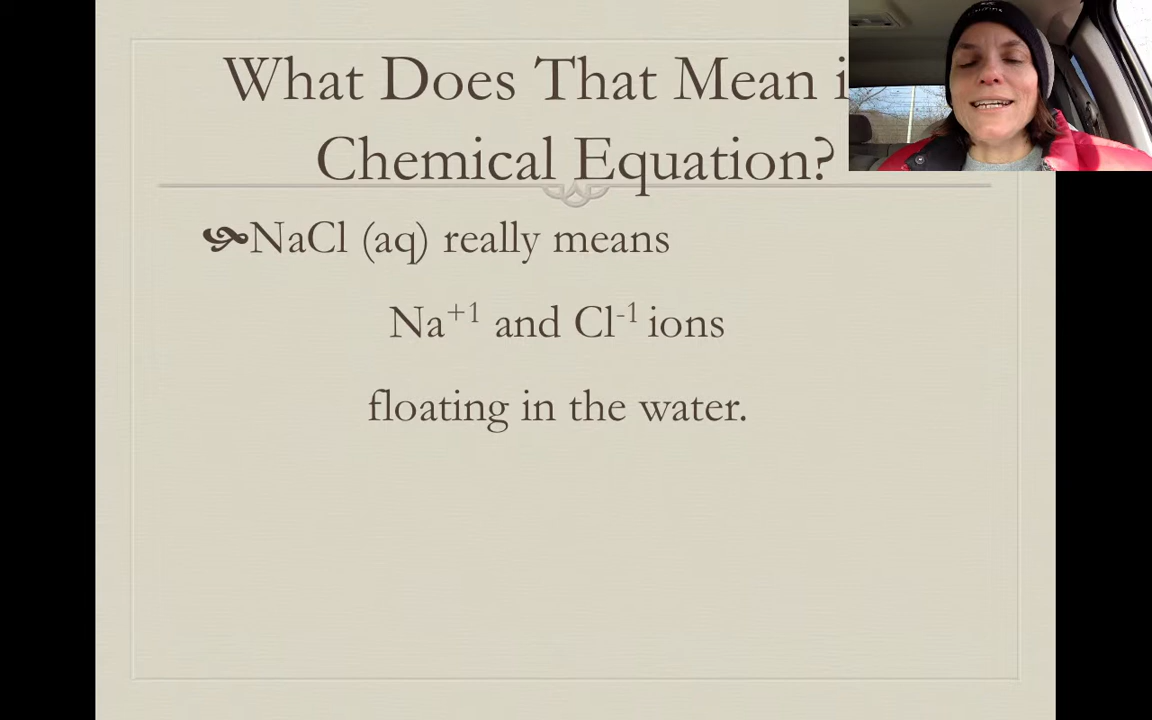 What Does That Mean i
Chemical Equation?
NaCl (aq) really means
Na+1 and Cl-1 ions
floating in the water.